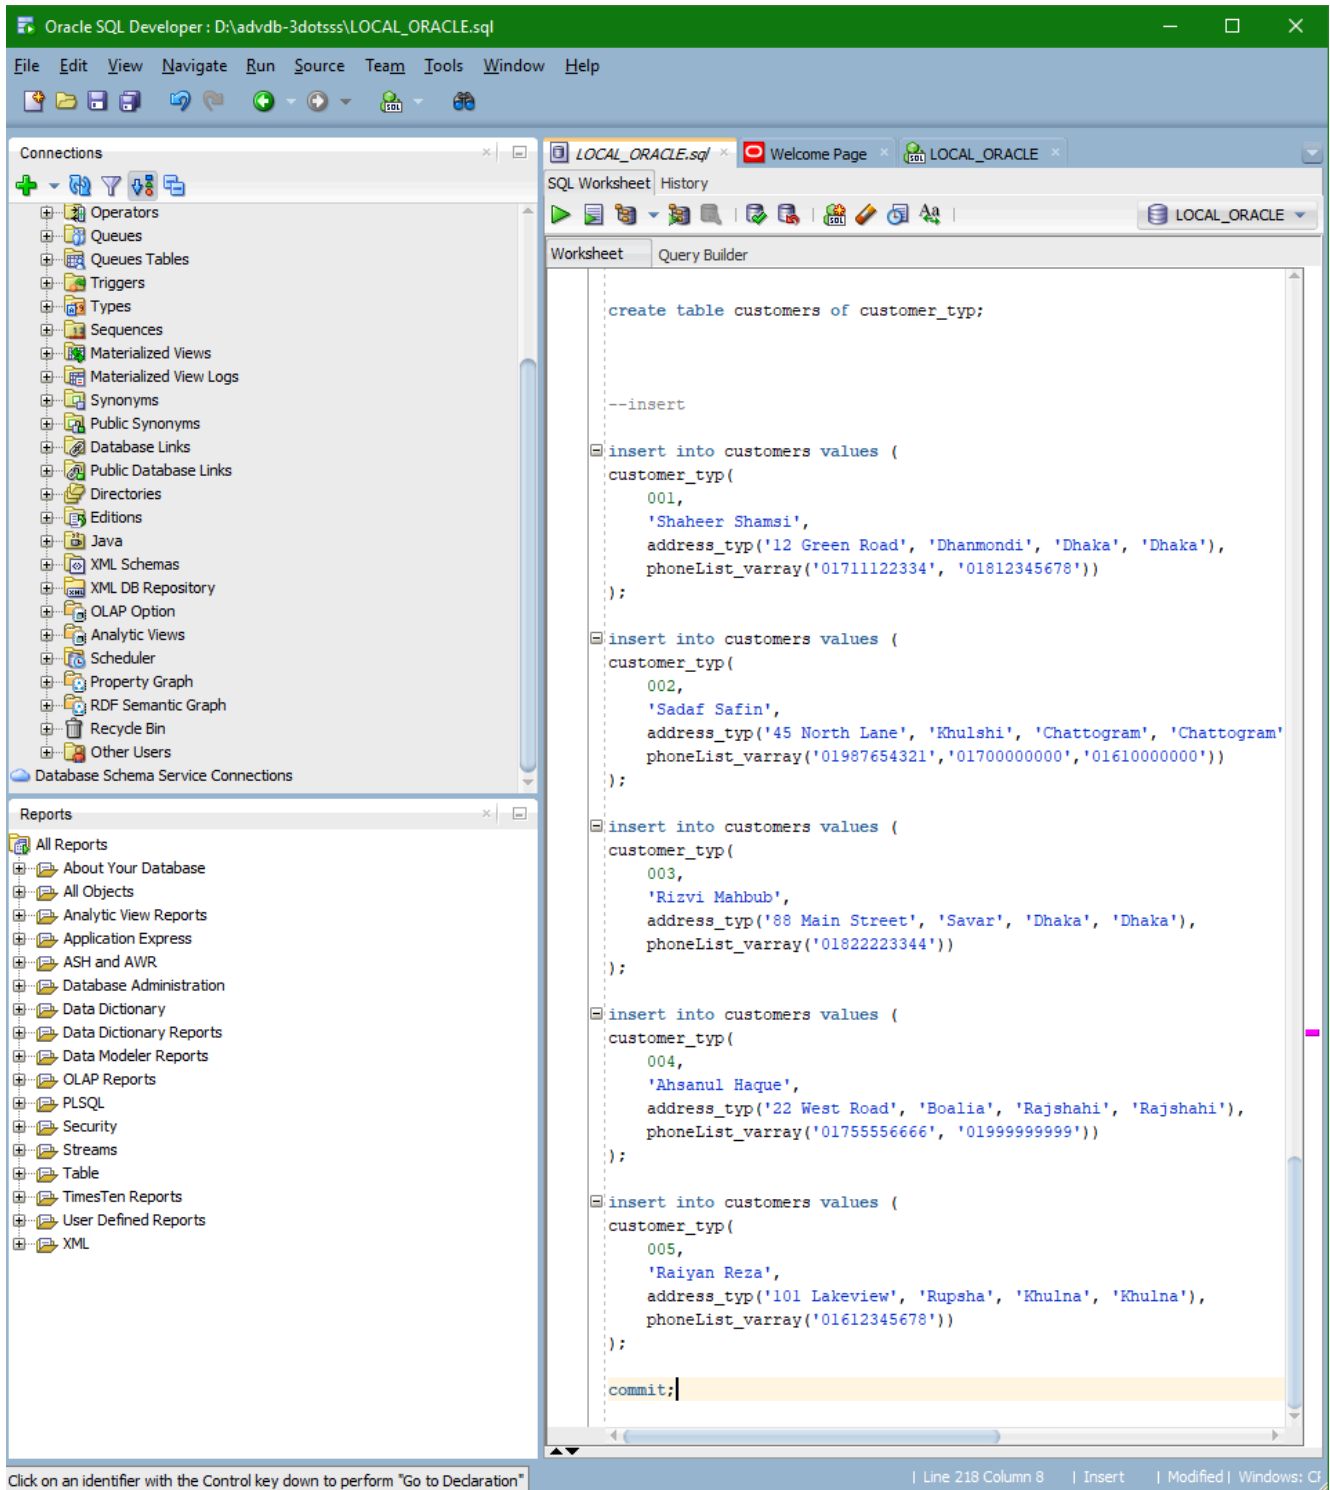 Oracle SQL Developer : D:\advdb-3dotsss\LOCAL_ORACLE.sql
File Edit View Navigate Run Source Team Tools Window Help
Connections
Operators
Queues
Queues Tables
Triggers
Types
Sequences
Materialized Views
Materialized View Logs
Synonyms
Public Synonyms
Database Links
Public Database Links
Directories
Editions
Java
XML Schemas
XML DB Repository
OLAP Option
Analytic Views
Scheduler
Property Graph
RDF Semantic Graph
Recycle Bin
Other Users
Database Schema Service Connections
Reports
All Reports
About Your Database
All Objects
Analytic View Reports
Application Express
ASH and AWR
Database Administration
Data Dictionary
Data Dictionary Reports
Data Modeler Reports
OLAP Reports
PLSQL
Security
Streams
Table
TimesTen Reports
User Defined Reports
XML
LOCAL_ORACLE.sql Welcome Page LOCAL_ORACLE
SQL Worksheet History
LOCAL_ORACLE
Worksheet Query Builder
create table customers of customer_typ;
--insert
insert into customers values (
customer_typ(
001,
'Shaheer Shamsi',
address_typ('12 Green Road', 'Dhanmondi', 'Dhaka', 'Dhaka'),
phoneList_varray('01711122334', '01812345678'))
);
insert into customers values (
customer_typ(
002,
'Sadaf Safin',
address_typ('45 North Lane', 'Khulshi', 'Chattogram', 'Chattogram'
phoneList_varray('01987654321','01700000000','01610000000'))
);
insert into customers values (
customer_typ(
003,
'Rizvi Mahbub',
address_typ('88 Main Street', 'Savar', 'Dhaka', 'Dhaka'),
phoneList_varray('01822223344'))
);
insert into customers values (
customer_typ(
004,
'Ahsanul Haque',
address_typ('22 West Road', 'Boalia', 'Rajshahi', 'Rajshahi'),
phoneList_varray('01755556666', '01999999999'))
);
insert into customers values (
customer_typ(
005,
'Raiyan Reza',
address_typ('101 Lakeview', 'Rupsha', 'Khulna', 'Khulna'),
phoneList_varray('01612345678'))
);
commit;
Click on an identifier with the Control key down to perform "Go to Declaration"
| Line 218 Column 8 | Insert | Modified | Windows: